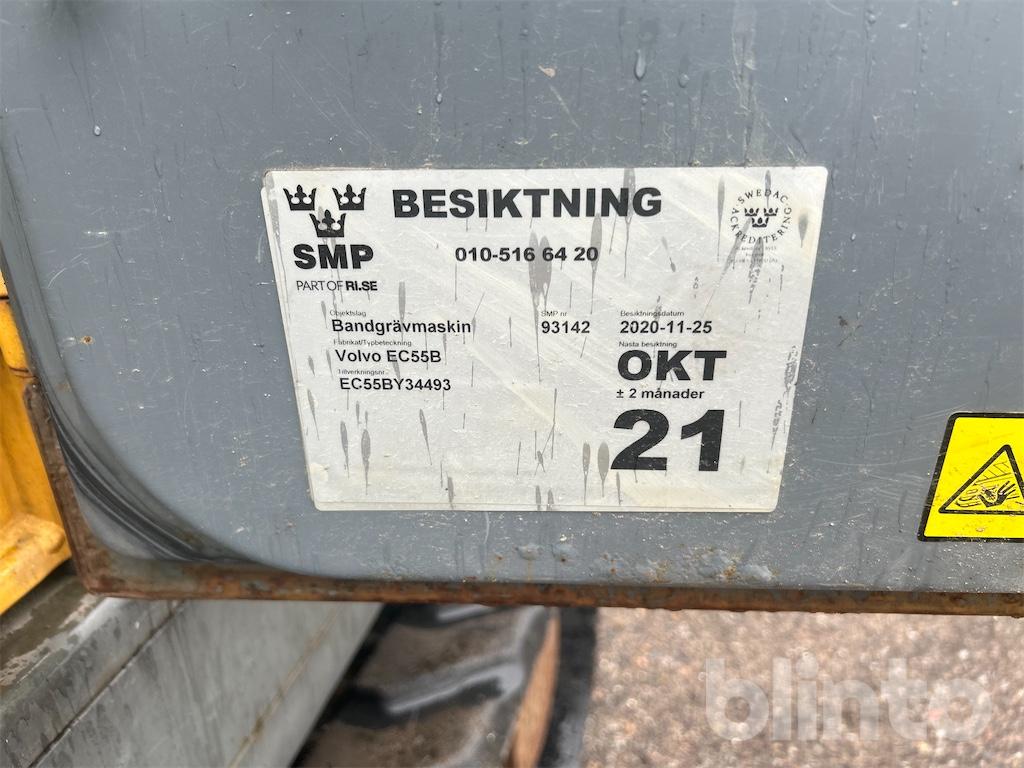 BESIKTNING
SMP
PART OF RI.SE
010-516 64 20
SWEDAC
ACKREDITERING
Objektslag
Bandgrävmaskin
SMP nr
93142
Besiktningsdatum
2020-11-25
Fabrikat/Typbeteckning
Volvo EC55B
Tillverkningsnr
EC55BY34493
Nästa besiktning
OKT
± 2 månader
21
blinto